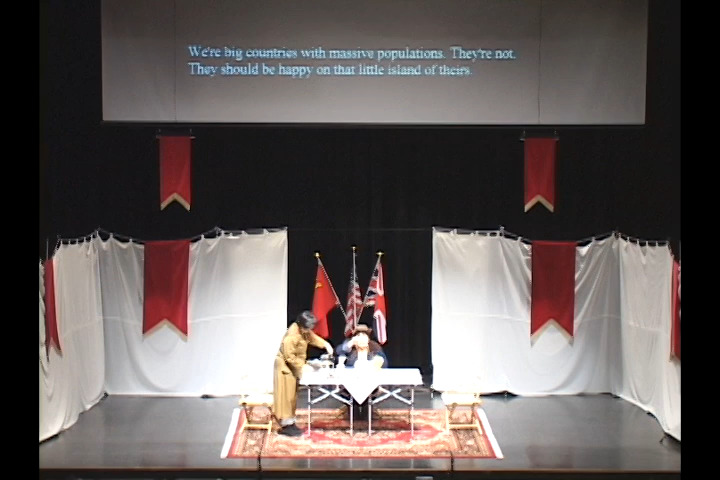 We're big countries with massive populations. They're not.
They should be happy on that little island of theirs.